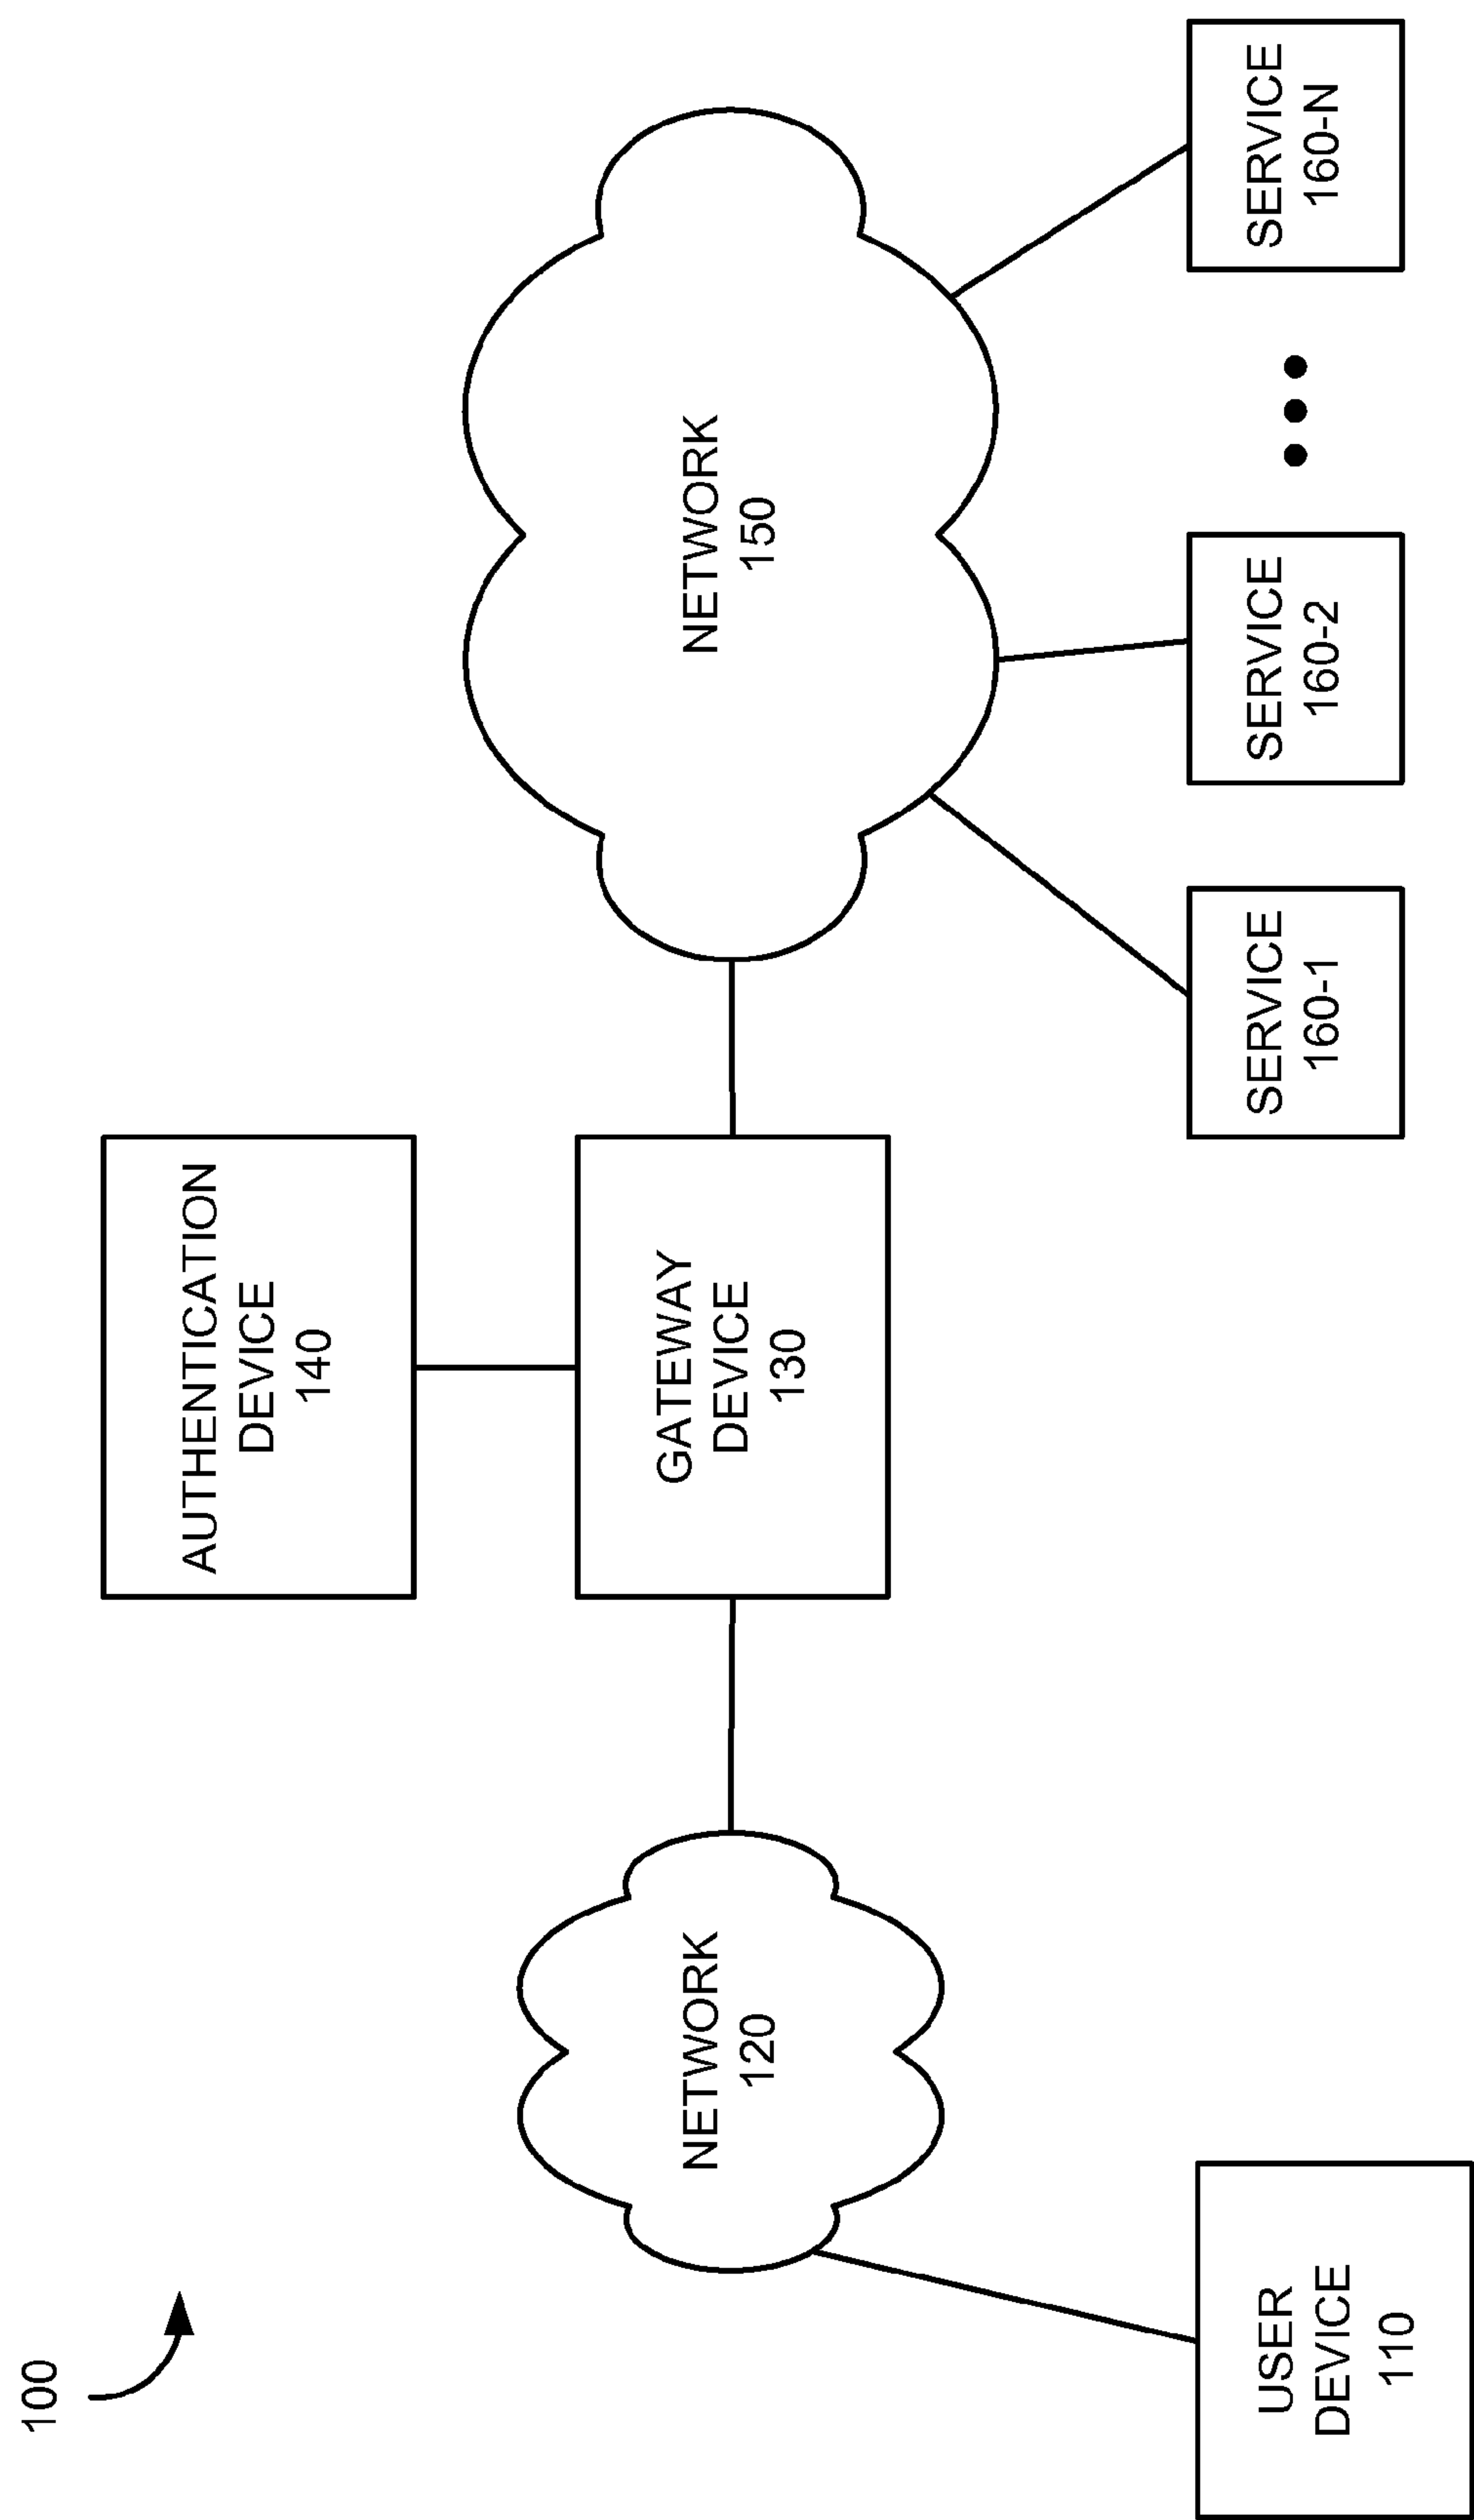 100
AUTHENTICATION
DEVICE
140
NETWORK
120
GATEWAY
DEVICE
130
NETWORK
150
USER
DEVICE
110
SERVICE
160-1
SERVICE
160-2
SERVICE
160-N